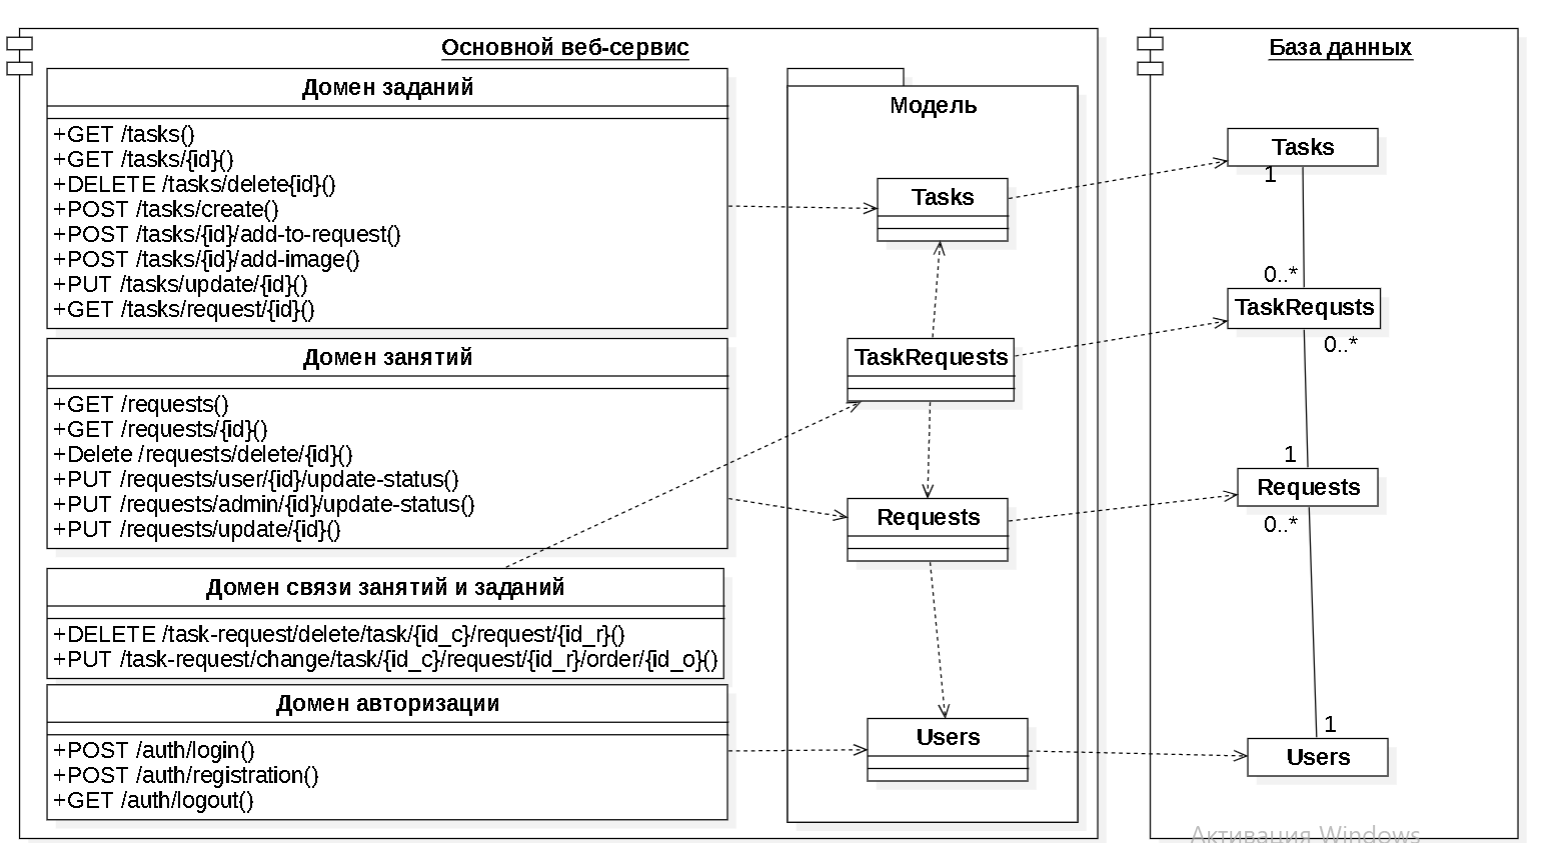 Основной веб-сервис
Домен заданий
+GET /tasks()
+GET /tasks/{id}()
+DELETE /tasks/delete{id}()
+POST /tasks/create()
+POST /tasks/{id}/add-to-request()
+POST /tasks/{id}/add-image()
+PUT /tasks/update/{id}()
+GET /tasks/request/{id}()
Домен занятий
+GET /requests()
+GET /requests/{id}()
+Delete /requests/delete/{id}()
+PUT /requests/user/{id}/update-status()
+PUT /requests/admin/{id}/update-status()
+PUT /requests/update/{id}()
Домен связи занятий и заданий
+DELETE /task-request/delete/task/{id_c}/request/{id_r}()
+PUT /task-request/change/task/{id_c}/request/{id_r}/order/{id_o}()
Домен авторизации
+POST /auth/login()
+POST /auth/registration()
+GET /auth/logout()
Модель
Tasks
TaskRequests
Requests
Users
База данных
Tasks
1
0..*
TaskRequsts
0..*
1
Requests
0..*
1
Users
Активация Windows